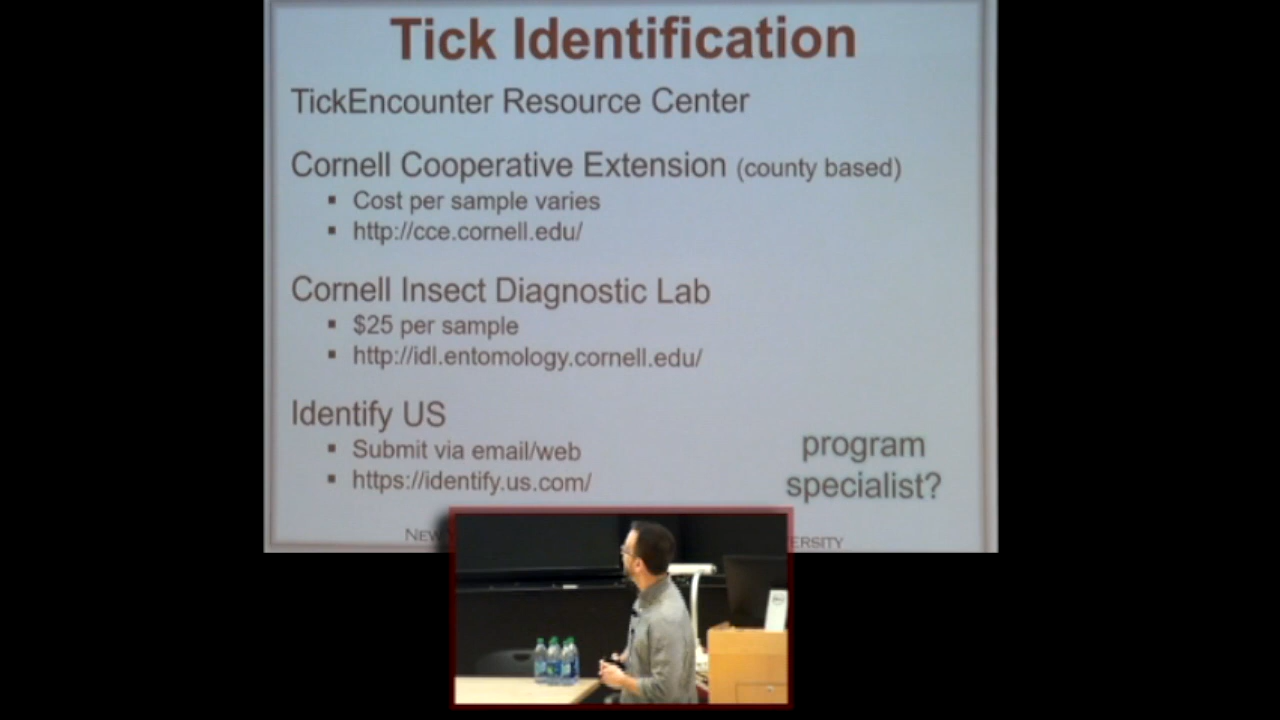 Tick Identification
TickEncounter Resource Center
Cornell Cooperative Extension (county based)
▪ Cost per sample varies
▪ http://cce.cornell.edu/
Cornell Insect Diagnostic Lab
▪ $25 per sample
▪ http://idl.entomology.cornell.edu/
Identify US
▪ Submit via email/web
▪ https://identify.us.com/
program
specialist?
NEW
ERSITY